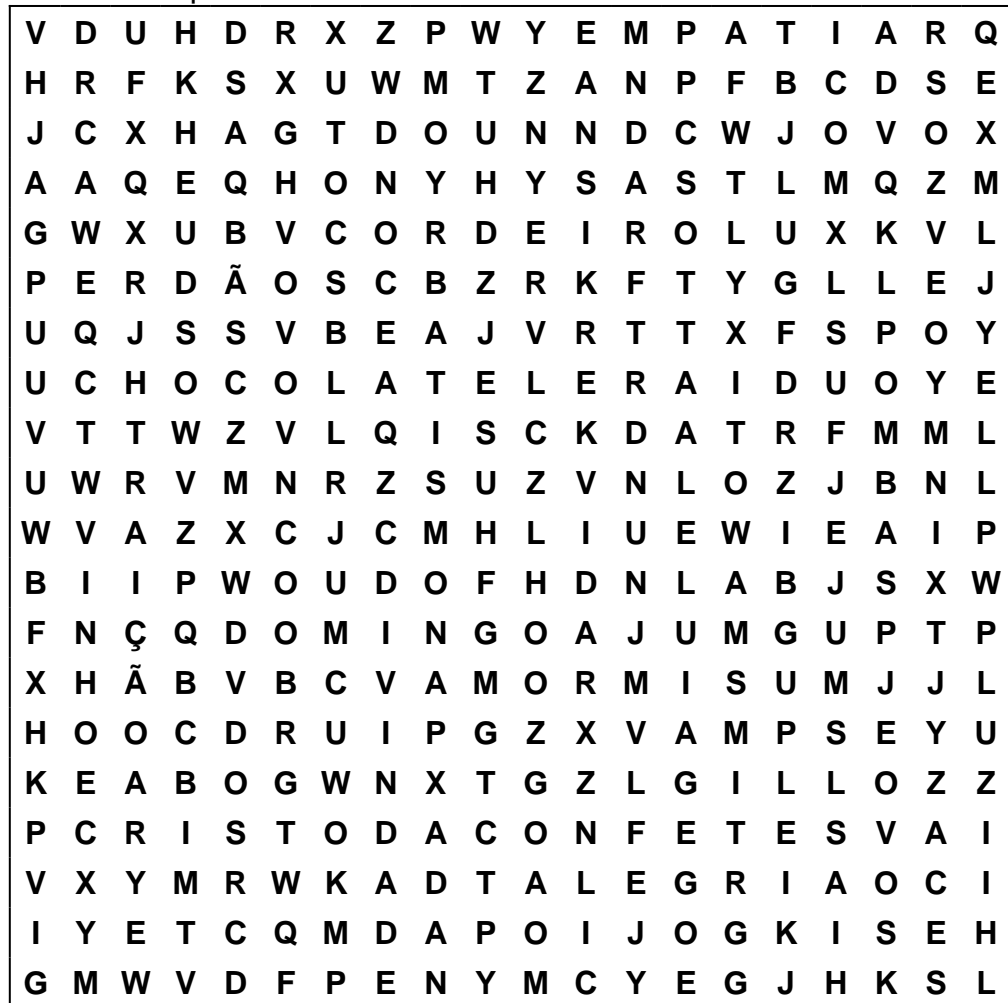 V D U H D R X Z P W Y E M P A T I A R Q
H R F K S X U W M T Z A N P F B C D S E
J C X H A G T D O U N N D C W J O V O X
A A Q E Q H O N Y H Y S A S T L M Q Z M
G W X U B V C O R D E I R O L U X K V L
P E R D Ã O S C B Z R K F T Y G L L E J
U Q J S S V B E A J V R T T X F S P O Y
U C H O C O L A T E L E R A I D U O Y E
V T T W Z V L Q I S C K D A T R F M M L
U W R V M N R Z S U Z V N L O Z J B N L
W V A Z X C J C M H L I U E W I E A I P
B I I P W O U D O F H D N L A B J S X W
F N Ç Q D O M I N G O A J U M G U P T P
X H Ã B V B C V A M O R M I S U M J J L
H O O C D R U I P G Z X V A M P S E Y U
K E A B O G W N X T G Z L G I L L O Z Z
P C R I S T O D A C O N F E T E S V A I
V X Y M R W K A D T A L E G R I A O C I
I Y E T C Q M D A P O I J O G K I S E H
G M W V D F P E N Y M C Y E G J H K S L